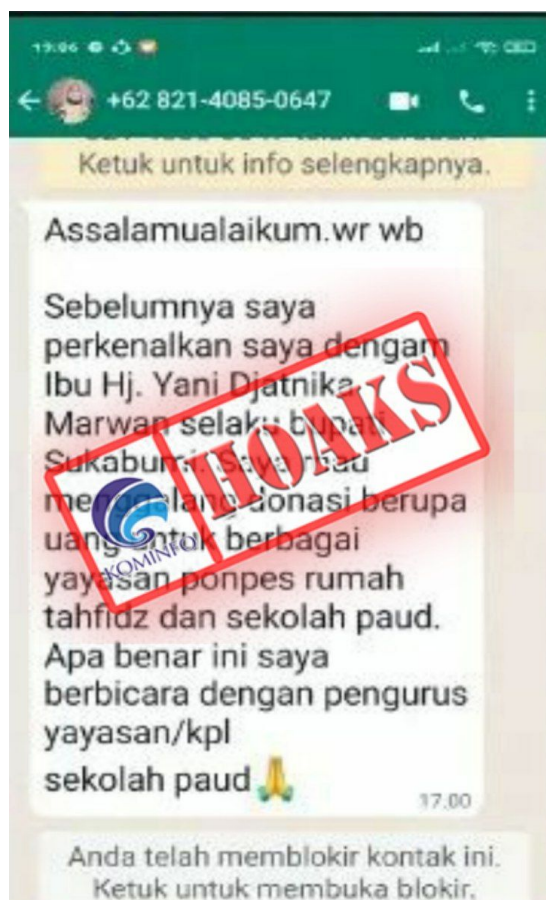 19:06
+62 821-4085-0647
Ketuk untuk info selengkapnya.
Assalamualaikum.wr wb
Sebelumnya saya
perkenalkan saya dengam
Ibu Hj. Yani Djatnika
Marwan selaku bupati
Sukabumi. Saya mau
menggalang donasi berupa
uang untuk berbagai
yayasan ponpes rumah
tahfidz dan sekolah paud.
Apa benar ini saya
berbicara dengan pengurus
yayasan/kpl
sekolah paud🙏
17.00
HOAKS
KOMINFO
Anda telah memblokir kontak ini.
Ketuk untuk membuka blokir.